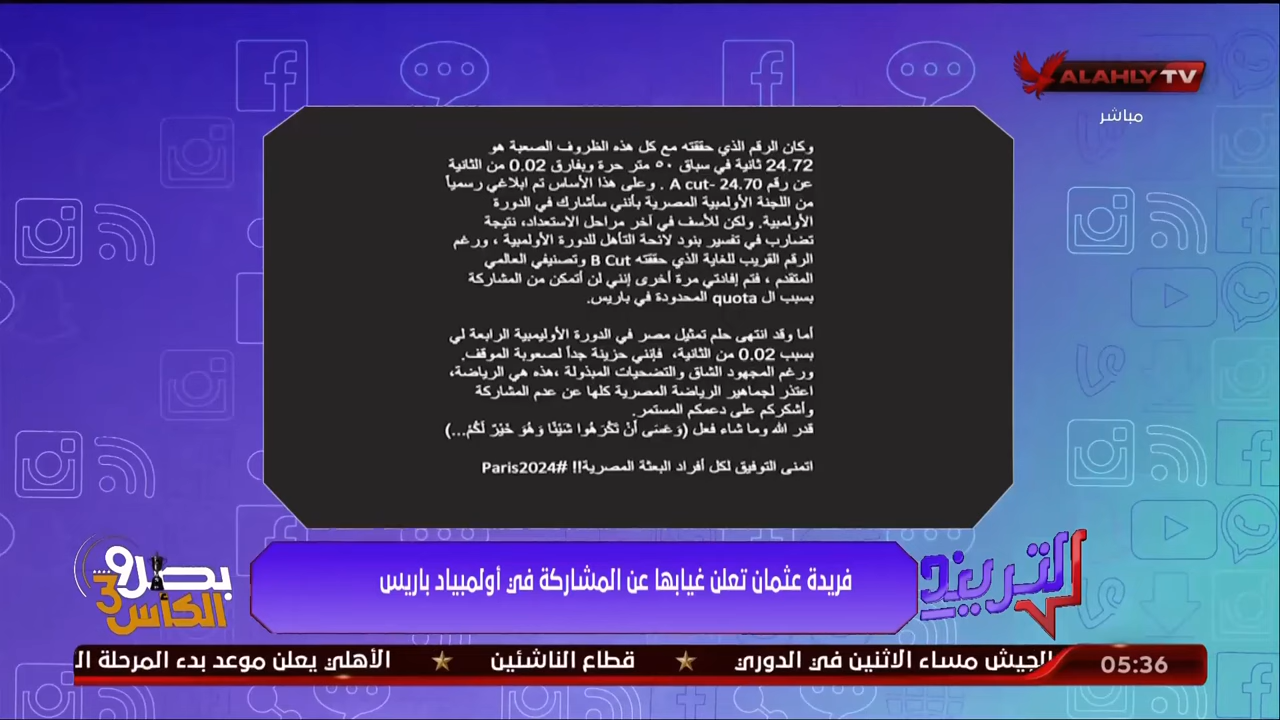 ALAHLY TV
مباشر
وكان الرقم الذي حققته مع كل هذه الظروف الصعبة هو
24.72 ثانية في سباق ٥٠ متر حرة وبفارق 0.02 من الثانية
عن رقم A cut- 24.70 . وعلى هذا الأساس تم ابلاغي رسمياً
من اللجنة الأولمبية المصرية بأنني سأشارك في الدورة
الأولمبية. ولكن للأسف في آخر مراحل الاستعداد، نتيجة
تضارب في تفسير بنود لائحة التأهل للدورة الأولمبية ، ورغم
الرقم القريب للغاية الذي حققته B Cut وتصنيفي العالمي
المتقدم ، فتم إفادتي مرة أخرى إنني لن أتمكن من المشاركة
بسبب ال quota المحدودة في باريس.
أما وقد انتهى حلم تمثيل مصر في الدورة الأوليمبية الرابعة لي
بسبب 0.02 من الثانية، فإنني حزينة جداً لصعوبة الموقف.
ورغم المجهود الشاق والتضحيات المبذولة ،هذه هي الرياضة،
اعتذر لجماهير الرياضة المصرية كلها عن عدم المشاركة
وأشكركم على دعمكم المستمر.
قدر الله وما شاء فعل (وَعَسَى أَنْ تَكْرَهُوا شَيْئًا وَهُوَ خَيْرٌ لَكُمْ...)
اتمنى التوفيق لكل أفراد البعثة المصرية!! #Paris2024
التريند
فريدة عثمان تعلن غيابها عن المشاركة في أولمبياد باريس
بصرو
الكأس 3
05:36
الجيش مساء الاثنين في الدوري ★ قطاع الناشئين ★ الأهلي يعلن موعد بدء المرحلة ال